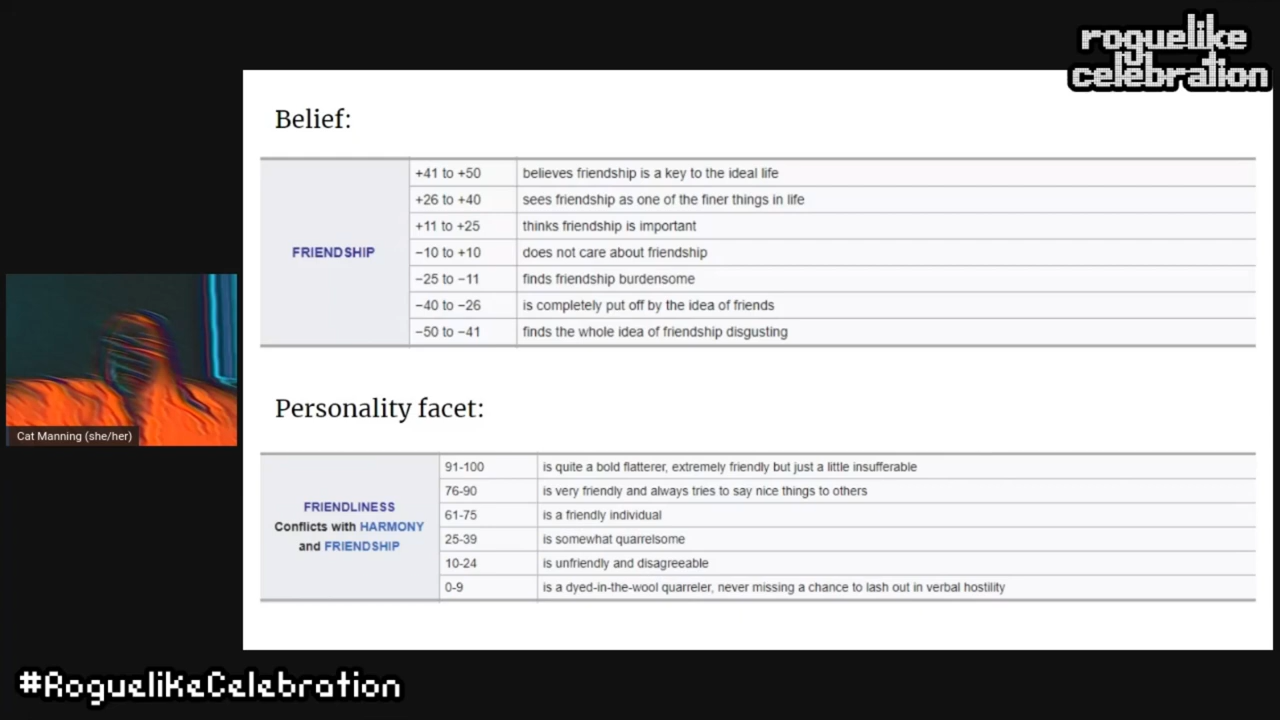 roguelike
celebration
Belief:
FRIENDSHIP
+41 to +50 believes friendship is a key to the ideal life
+26 to +40 sees friendship as one of the finer things in life
+11 to +25 thinks friendship is important
−10 to +10 does not care about friendship
−25 to −11 finds friendship burdensome
−40 to −26 is completely put off by the idea of friends
−50 to −41 finds the whole idea of friendship disgusting
Personality facet:
FRIENDLINESS
Conflicts with HARMONY
and FRIENDSHIP
91-100 is quite a bold flatterer, extremely friendly but just a little insufferable
76-90 is very friendly and always tries to say nice things to others
61-75 is a friendly individual
25-39 is somewhat quarrelsome
10-24 is unfriendly and disagreeable
0-9 is a dyed-in-the-wool quarreler, never missing a chance to lash out in verbal hostility
Cat Manning (she/her)
#RoguelikeCelebration